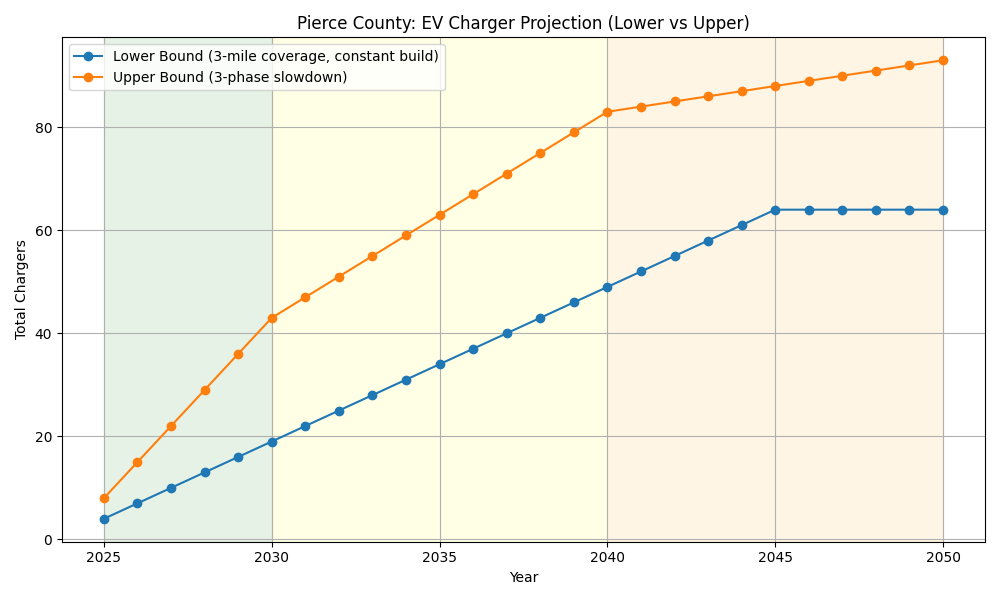 Pierce County: EV Charger Projection (Lower vs Upper)
Lower Bound (3-mile coverage, constant build)
Upper Bound (3-phase slowdown)
Total Chargers
80
60
40
20
0
2025 2030 2035 2040 2045 2050
Year